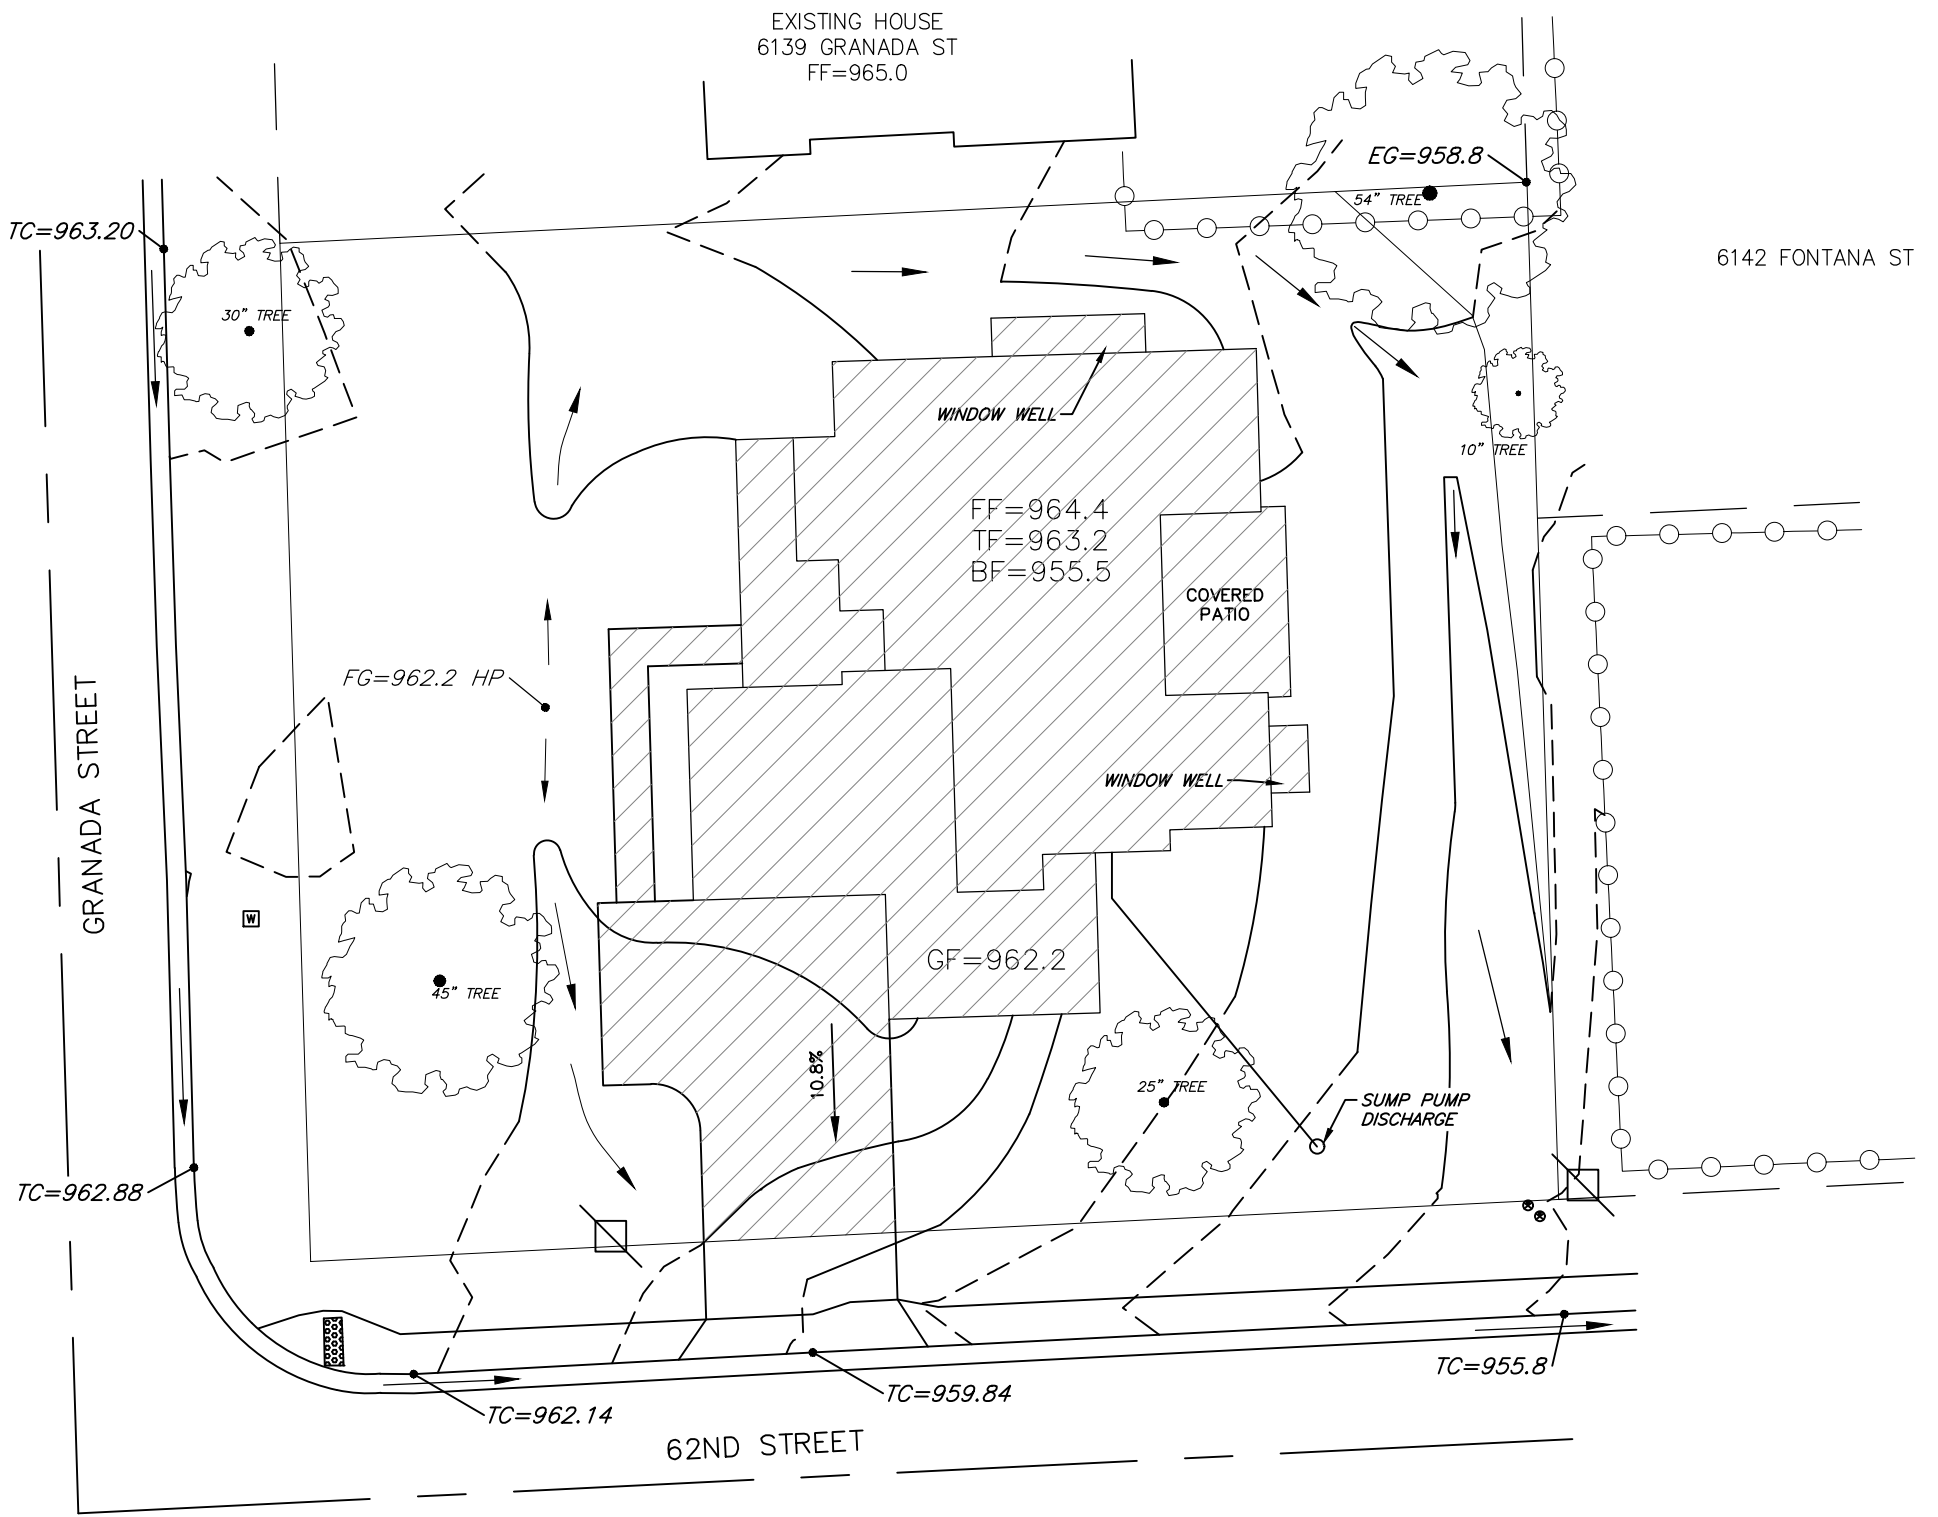 EXISTING HOUSE
6139 GRANADA ST
FF=965.0
EG=958.8
54" TREE
TC=963.20
6142 FONTANA ST
30" TREE
WINDOW WELL
10" TREE
FF=964.4
TF=963.2
BF=955.5
COVERED
PATIO
FG=962.2 HP
GRANADA STREET
WINDOW WELL
W
GF=962.2
45" TREE
10.8%
25" TREE
SUMP PUMP
DISCHARGE
TC=962.88
TC=955.8
TC=959.84
TC=962.14
62ND STREET